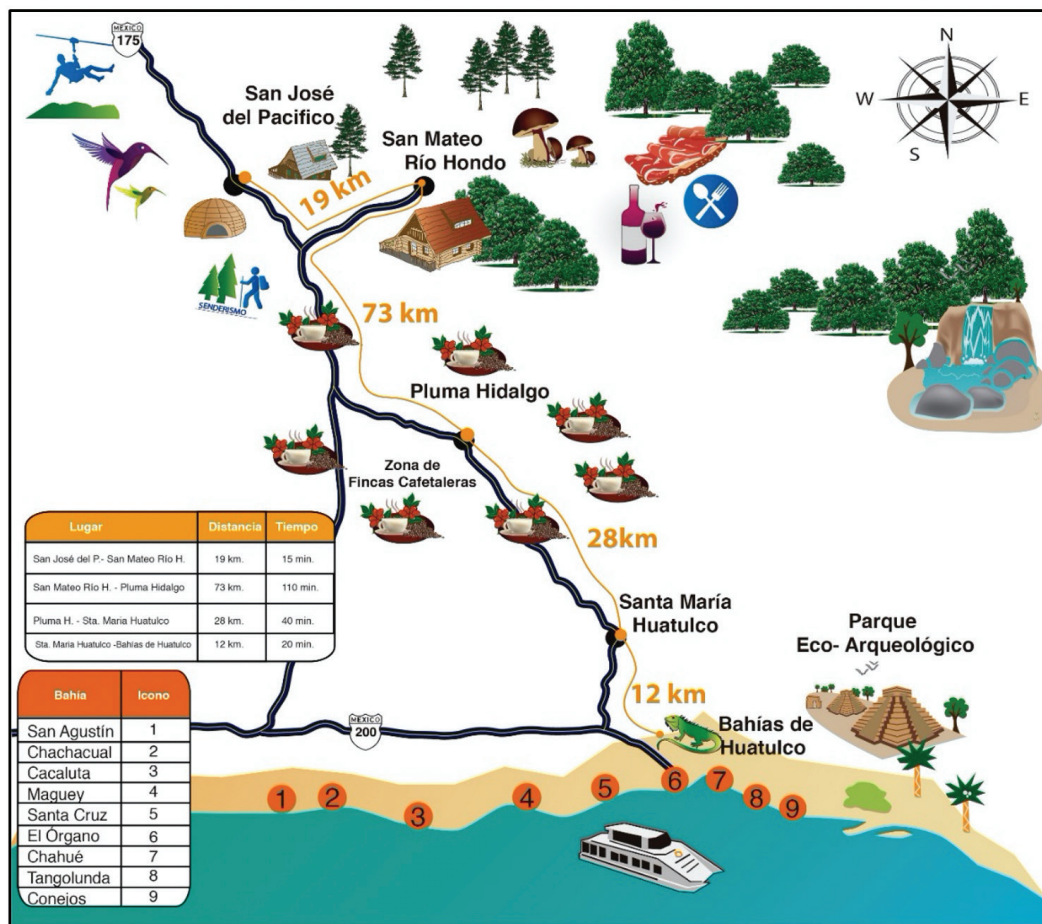 MEXICO
175
N
W E
S
San José
del Pacifico
San Mateo
Río Hondo
19 km
SENDERISMO
73 km
Pluma Hidalgo
Zona de
Fincas Cafetaleras
28km
Lugar Distancia Tiempo
San José del P.- San Mateo Río H. 19 km. 15 min.
San Mateo Río H. - Pluma Hidalgo 73 km. 110 min.
Pluma H. - Sta. Maria Huatulco 28 km. 40 min.
Sta. Maria Huatulco -Bahías de Huatulco 12 km. 20 min.
Santa María
Huatulco
Parque
Eco- Arqueológico
12 km
Bahías de
Huatulco
MEXICO
200
Bahía Icono
San Agustín 1
Chachacual 2
Cacaluta 3
Maguey 4
Santa Cruz 5
El Órgano 6
Chahué 7
Tangolunda 8
Conejos 9
1 2 3 4 5 6 7 8 9